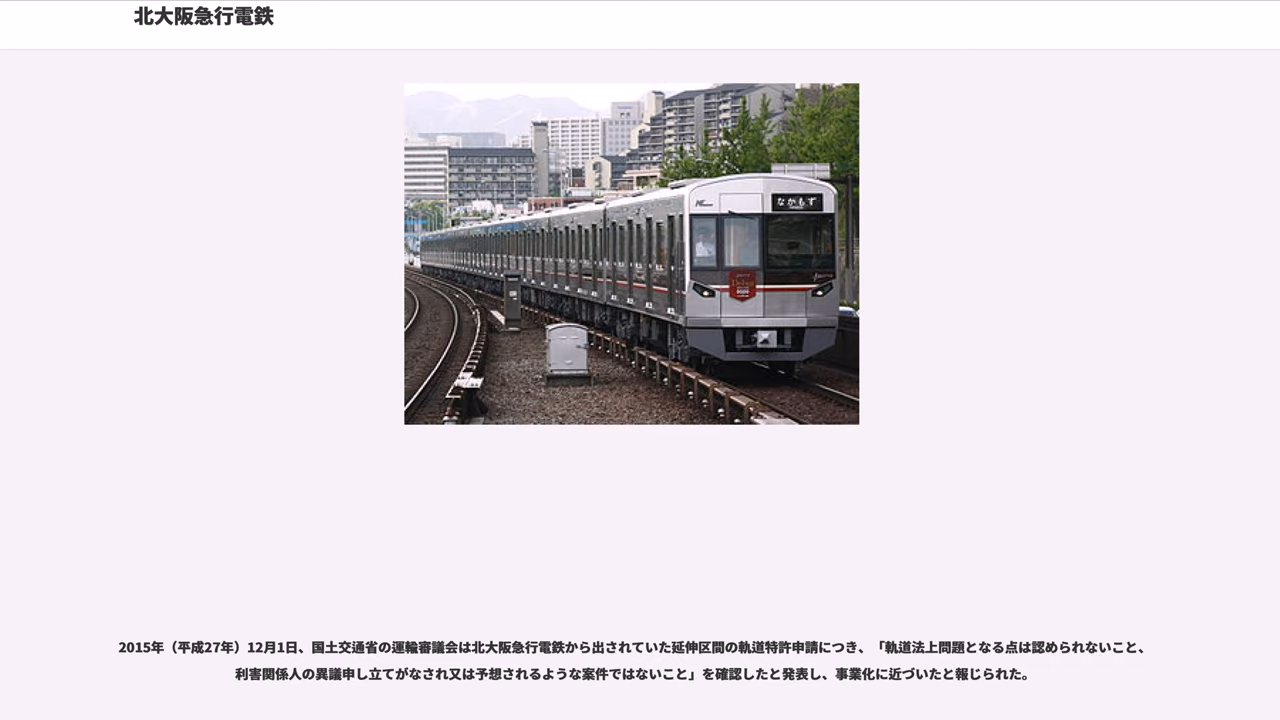 北大阪急行電鉄
なかもず
2015年（平成27年）12月1日、国土交通省の運輪審議会は北大阪急行電鉄から出されていた延伸区間の軌道特許申請につき、「軌道法上問題となる点は認められないこと、
利害関係人の異議申し立てがなされ又は予想されるような案件ではないこと」を確認したと発表し、事業化に近づいたと報じられた。